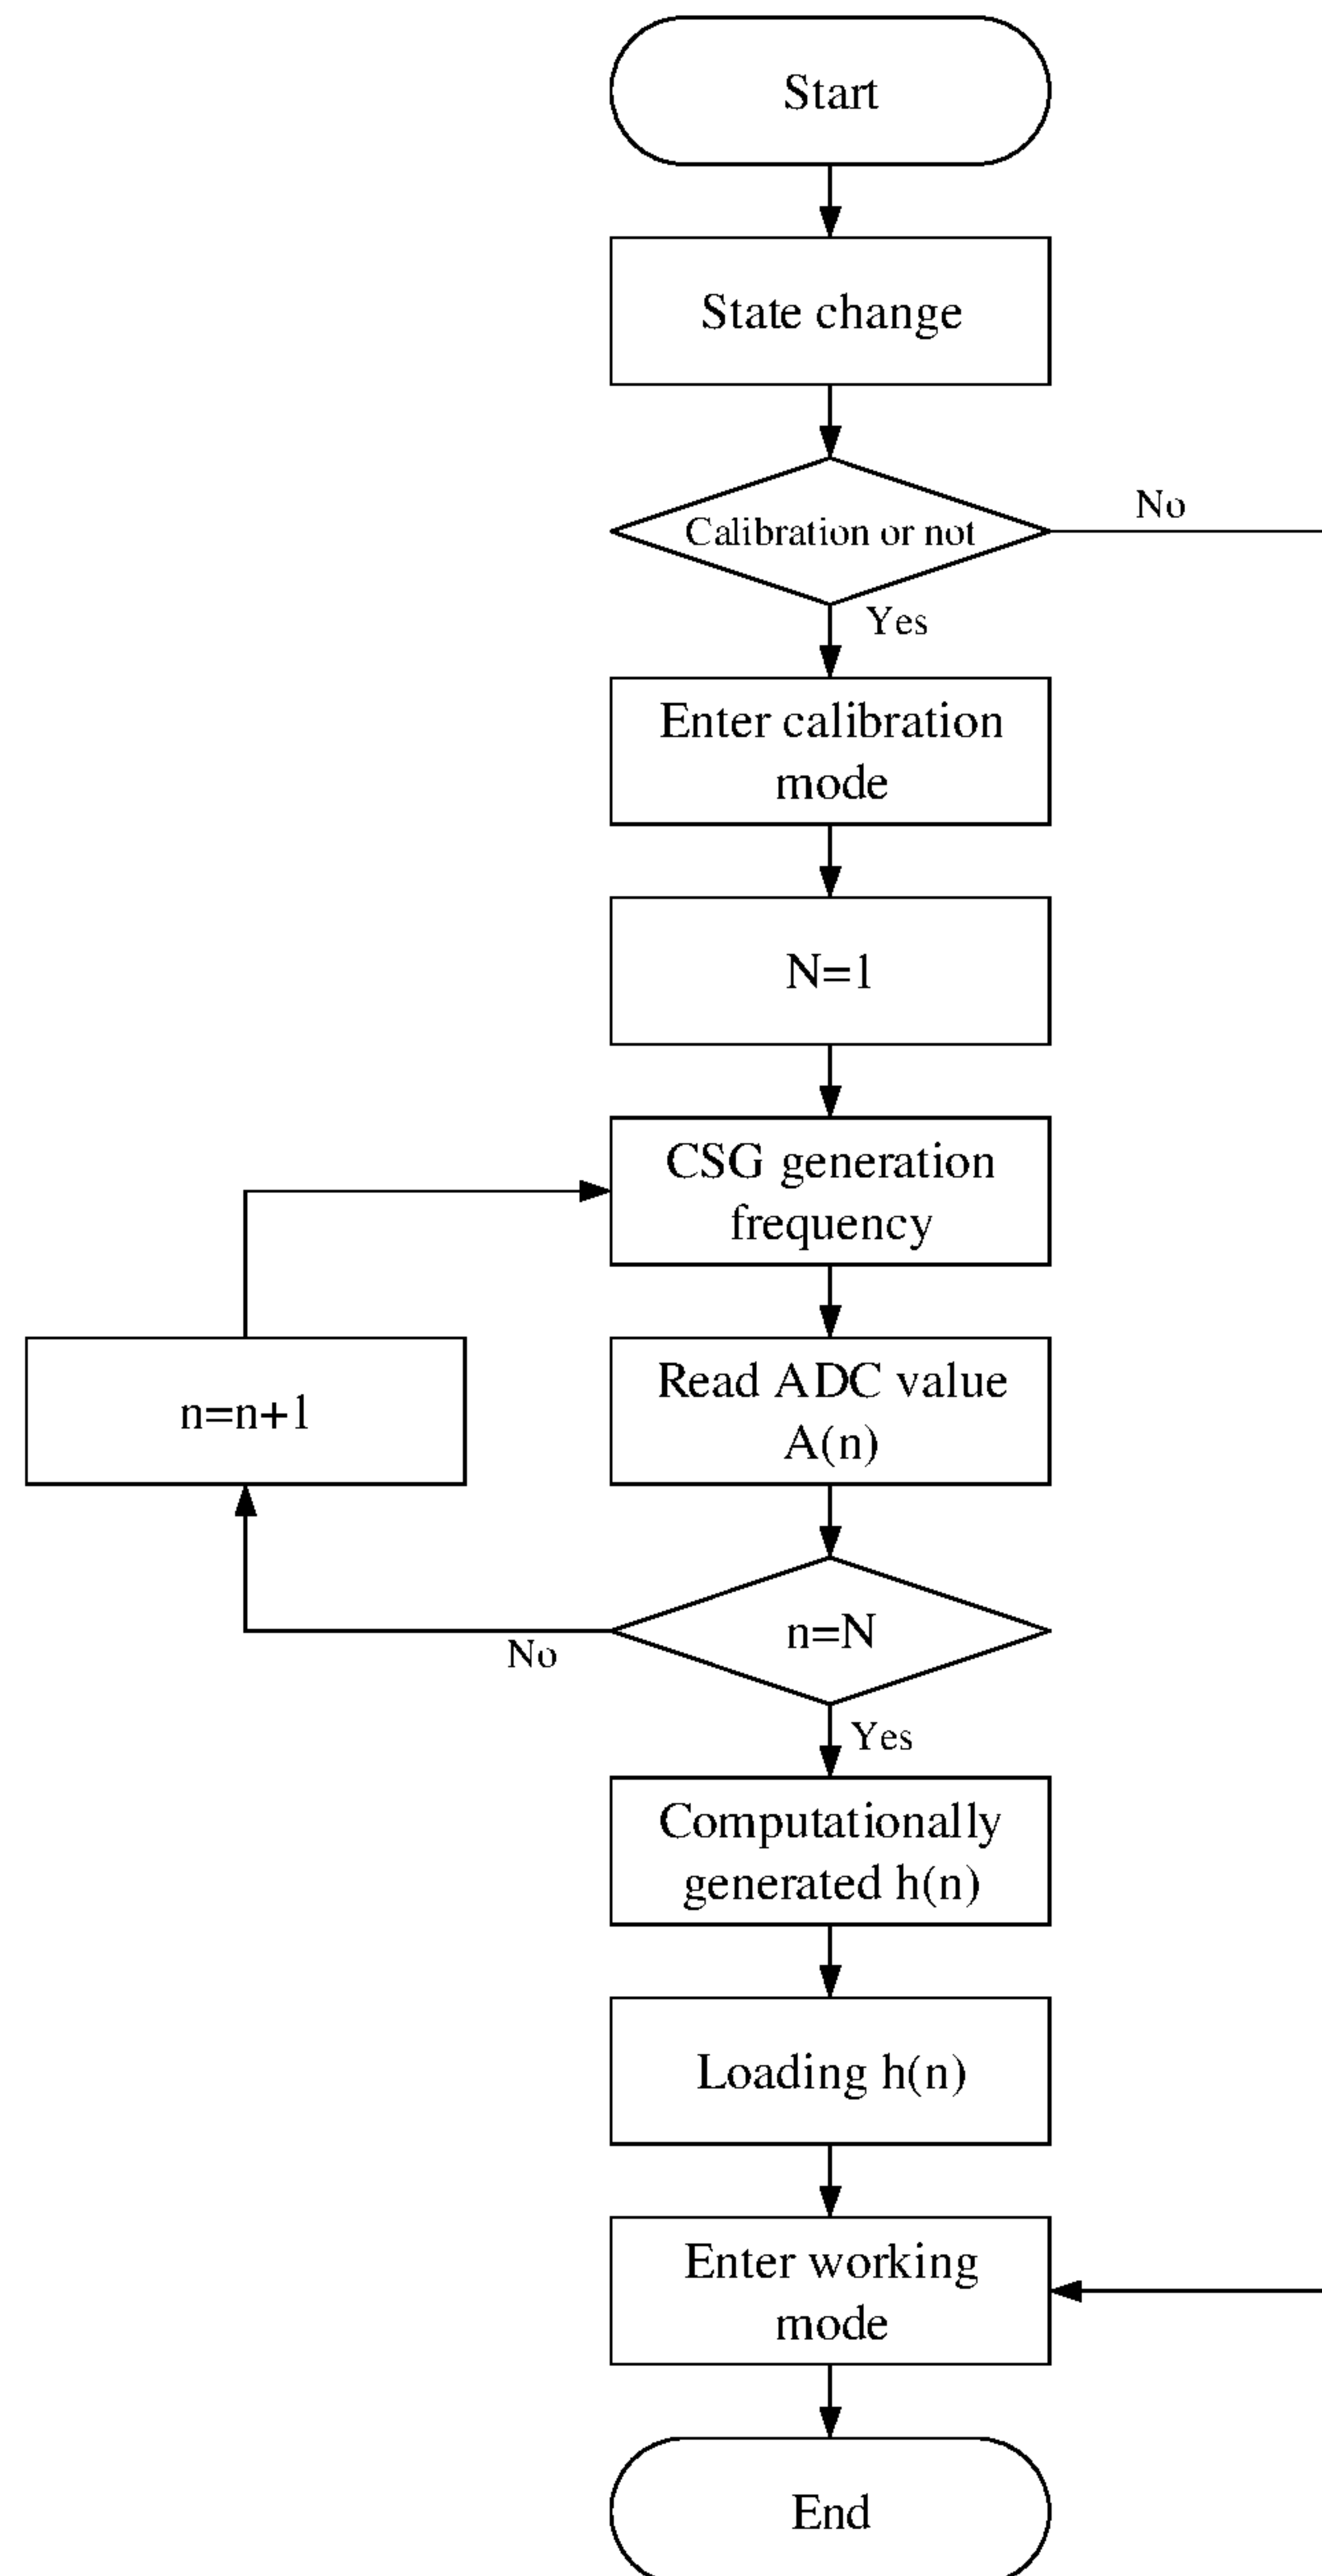 Start
State change
Calibration or not
No
Yes
Enter calibration
mode
N=1
CSG generation
frequency
Read ADC value
A(n)
n=n+1
n=N
No
Yes
Computationally
generated h(n)
Loading h(n)
Enter working
mode
End